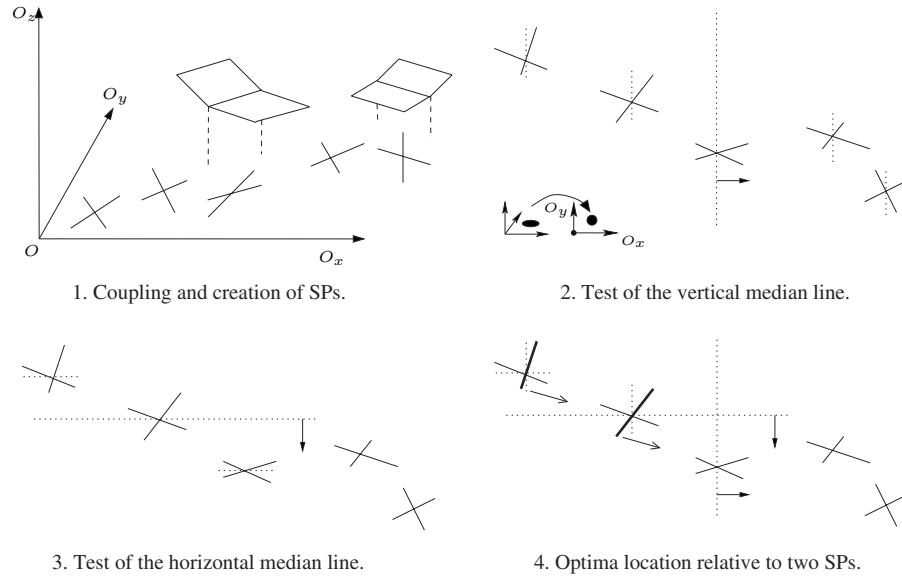 O_z
O_y
O
O_x
1. Coupling and creation of SPs.
O_y
O_x
2. Test of the vertical median line.
3. Test of the horizontal median line.
4. Optima location relative to two SPs.